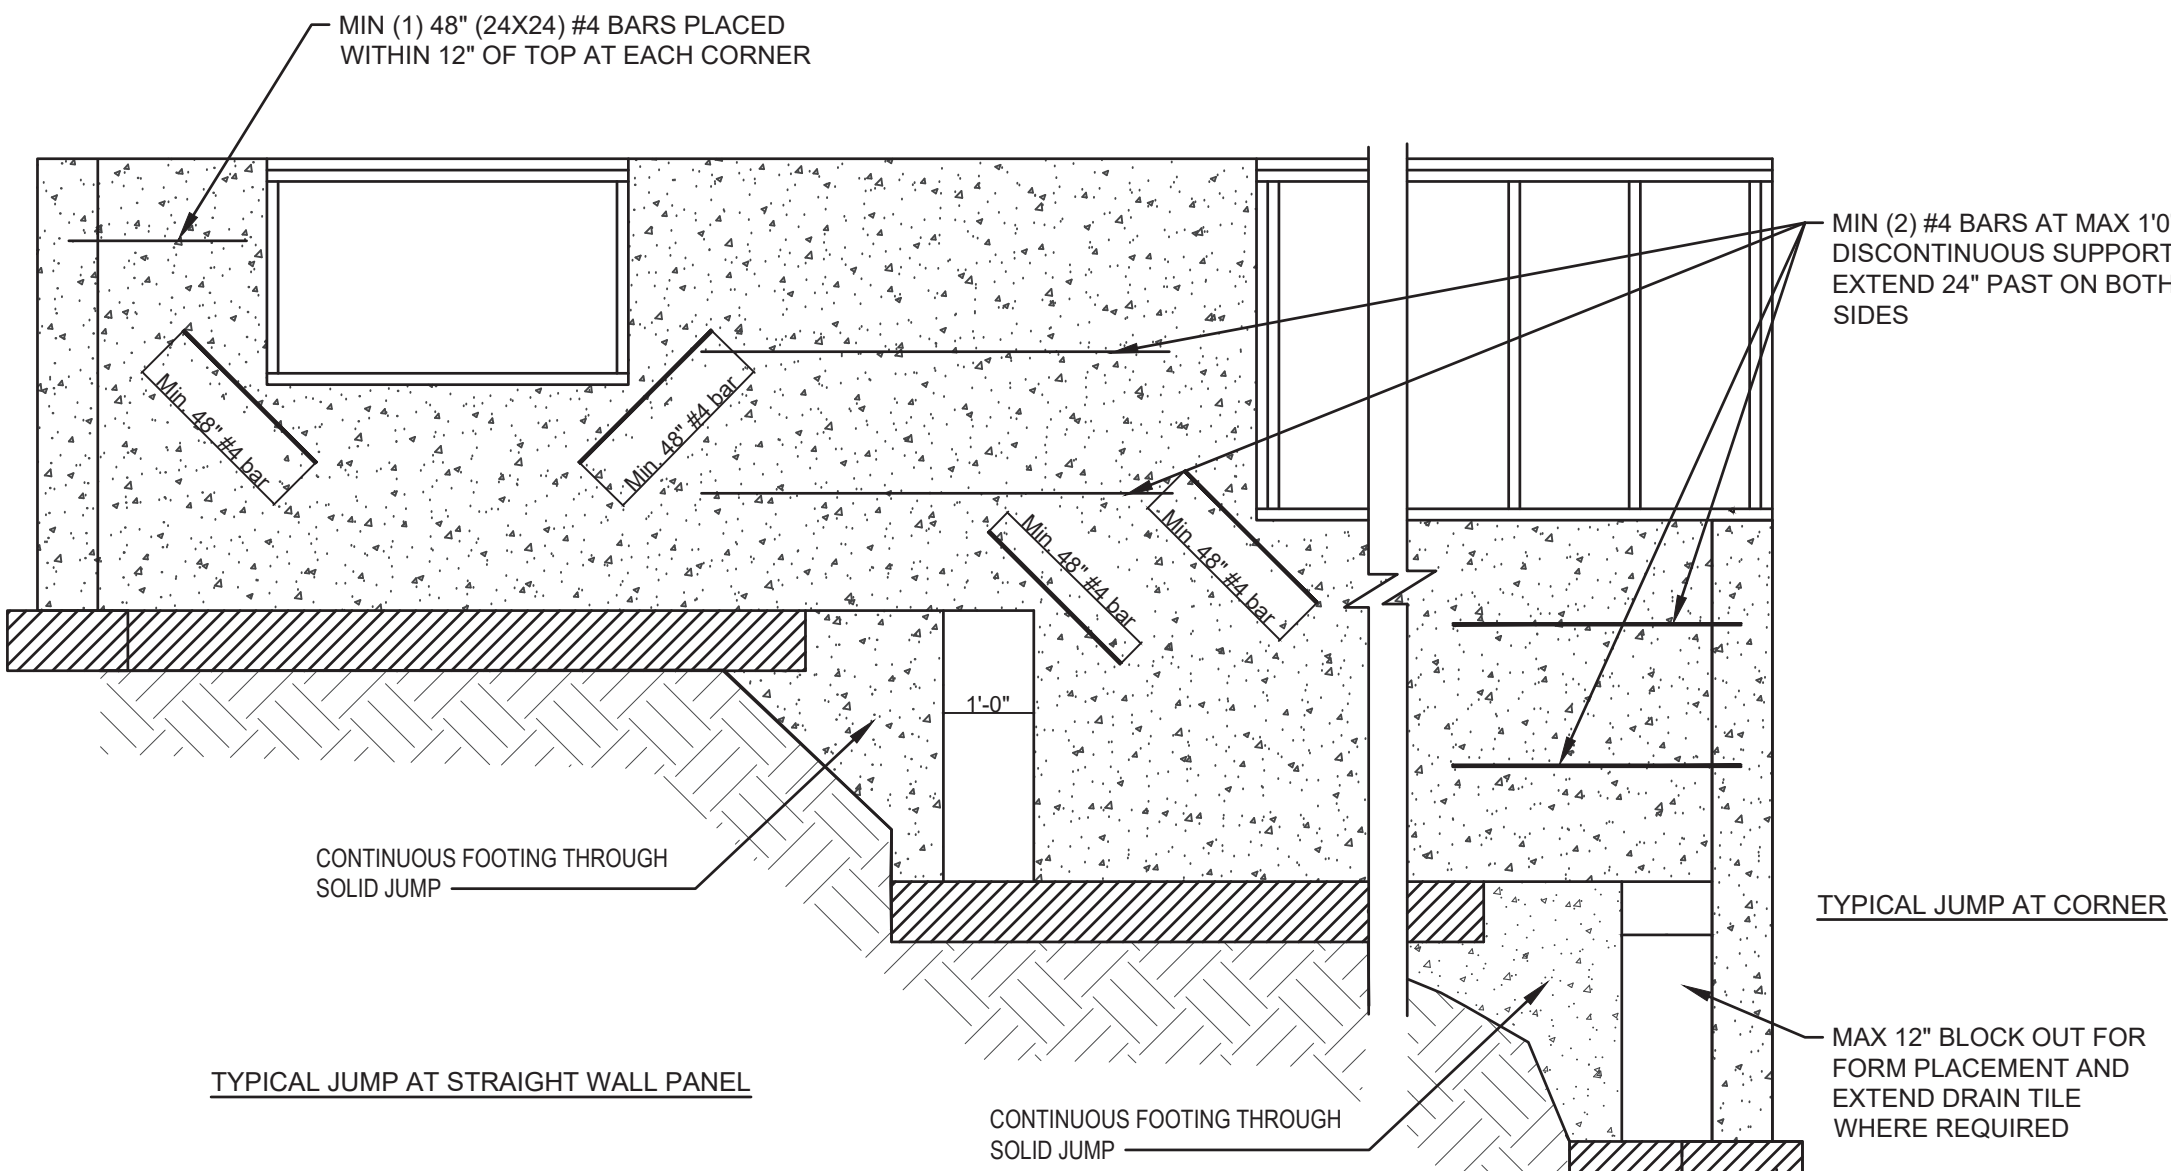 MIN (1) 48" (24X24) #4 BARS PLACED
WITHIN 12" OF TOP AT EACH CORNER
MIN (2) #4 BARS AT MAX 1'0
DISCONTINUOUS SUPPORT
EXTEND 24" PAST ON BOTH
SIDES
Min. 48" #4 bar
Min. 48" #4 bar
Min. 48" #4 bar
Min. 48" #4 bar
1'-0"
CONTINUOUS FOOTING THROUGH
SOLID JUMP
TYPICAL JUMP AT CORNER
TYPICAL JUMP AT STRAIGHT WALL PANEL
MAX 12" BLOCK OUT FOR
FORM PLACEMENT AND
EXTEND DRAIN TILE
WHERE REQUIRED
CONTINUOUS FOOTING THROUGH
SOLID JUMP